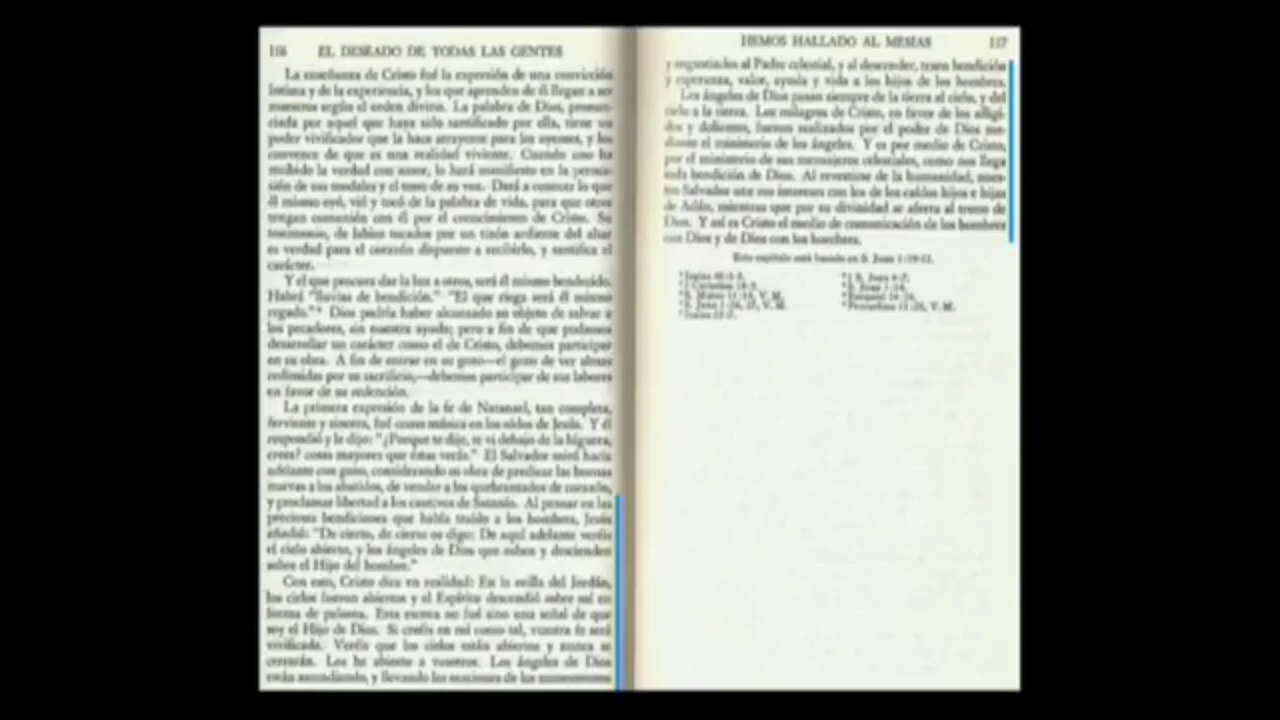 116 EL DESEADO DE TODAS LAS GENTES
La enseñanza de Cristo fué la expresión de una convicción
íntima y de la experiencia, y los que aprenden de él llegan a ser
maestros según el orden divino. La palabra de Dios, pronun-
ciada por aquel que haya sido santificado por ella, tiene un
poder vivificador que la hace atrayente para los oyentes, y los
convence de que es una realidad viviente. Cuando uno ha
recibido la verdad con amor, lo hará manifiesto en la persua-
sión de sus modales y el tono de su voz. Dará a conocer lo que
él mismo oyó, vió y tocó de la palabra de vida, para que otros
tengan comunión con él por el conocimiento de Cristo. Su
testimonio, de labios tocados por un tizón ardiente del altar
es verdad para el corazón dispuesto a recibirlo, y santifica el
carácter.
Y el que procura dar la luz a otros, será él mismo bendecido.
Habrá "lluvias de bendición." "El que riega será él mismo
regado." Dios podría haber alcanzado su objeto de salvar a
los pecadores, sin nuestra ayuda; pero a fin de que podamos
desarrollar un carácter como el de Cristo, debemos participar
en su obra. A fin de entrar en su gozo—el gozo de ver almas
redimidas por su sacrificio,—debemos participar de sus labores
en favor de su redención.
La primera expresión de la fe de Natanael, tan completa,
ferviente y sincera, fué como música en los oídos de Jesús. Y él
respondió y le dijo: "¿Porque te dije, te vi debajo de la higuera,
crees? cosas mayores que éstas verás." El Salvador miró hacia
adelante con gozo, considerando su obra de predicar las buenas
nuevas a los abatidos, de vendar a los quebrantados de corazón,
y proclamar libertad a los cautivos de Satanás. Al pensar en las
preciosas bendiciones que había traído a los hombres, Jesús
añadió: "De cierto, de cierto os digo: De aquí adelante veréis
el cielo abierto, y los ángeles de Dios que suben y descienden
sobre el Hijo del hombre."
Con esto, Cristo dice en realidad: En la orilla del Jordán,
los cielos fueron abiertos y el Espíritu descendió sobre mí en
forma de paloma. Esta escena no fué sino una señal de que
soy el Hijo de Dios. Si creéis en mí como tal, vuestra fe será
vivificada. Veréis que los cielos están abiertos y nunca se
cerrarán. Los he abierto a vosotros. Los ángeles de Dios
están ascendiendo, y llevando las oraciones de los menesterosos
HEMOS HALLADO AL MESIAS 117
y angustiados al Padre celestial, y al descender, traen bendición
y esperanza, valor, ayuda y vida a los hijos de los hombres.
Los ángeles de Dios pasan siempre de la tierra al cielo, y del
cielo a la tierra. Los milagros de Cristo, en favor de los afligi-
dos y dolientes, fueron realizados por el poder de Dios me-
diante el ministerio de los ángeles. Y es por medio de Cristo,
por el ministerio de sus mensajeros celestiales, como nos llega
toda bendición de Dios. Al revestirse de la humanidad, nues-
tro Salvador une sus intereses con los de los caídos hijos e hijas
de Adán, mientras que por su divinidad se aferra al trono de
Dios. Y así es Cristo el medio de comunicación de los hombres
con Dios y de Dios con los hombres.
Este capítulo está basado en S. Juan 1:19-51.